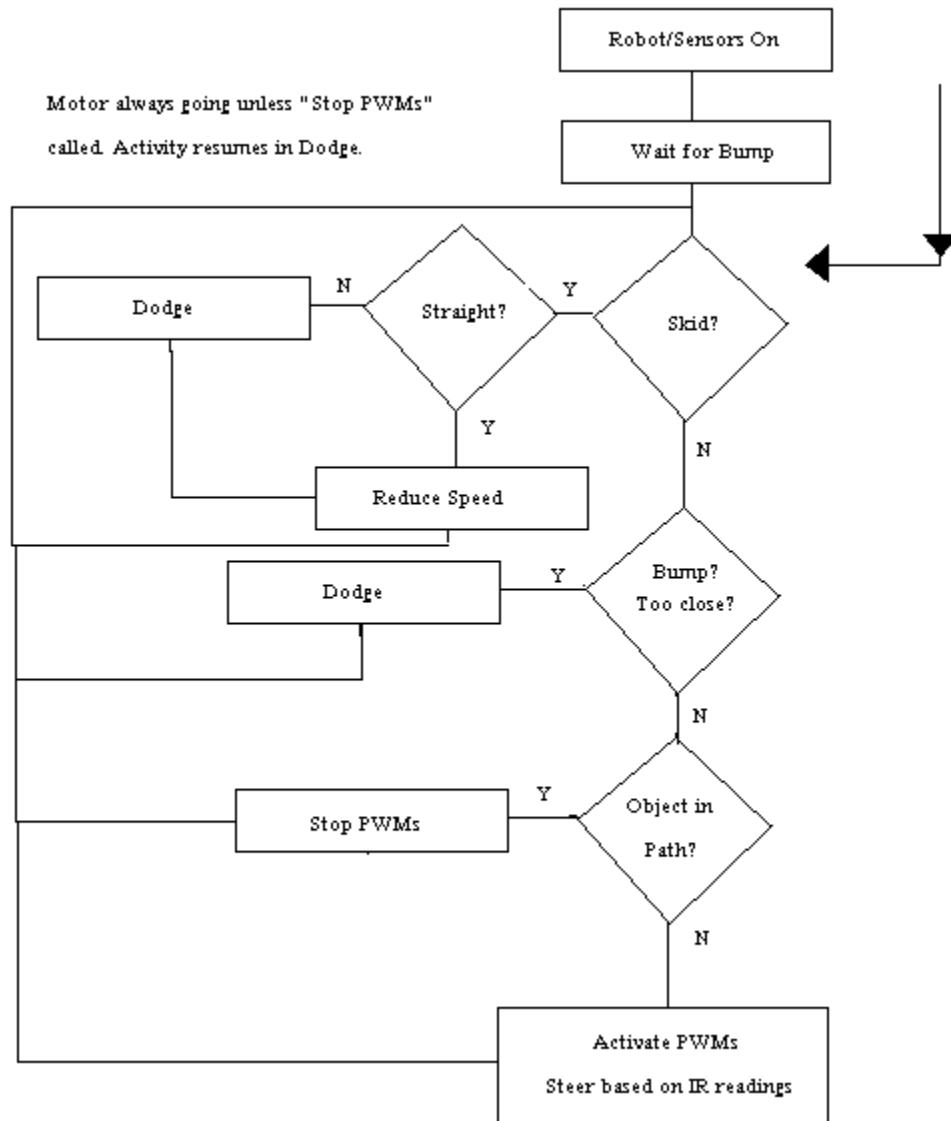 Robot/Sensors On
Motor always going unless "Stop PWMs"
called. Activity resumes in Dodge.
Wait for Bump
N
Y
Dodge
Straight?
Skid?
Y
N
Reduce Speed
Y
Bump?
Too close?
Dodge
N
Y
Object in
Path?
Stop PWMs
N
Activate PWMs
Steer based on IR readings